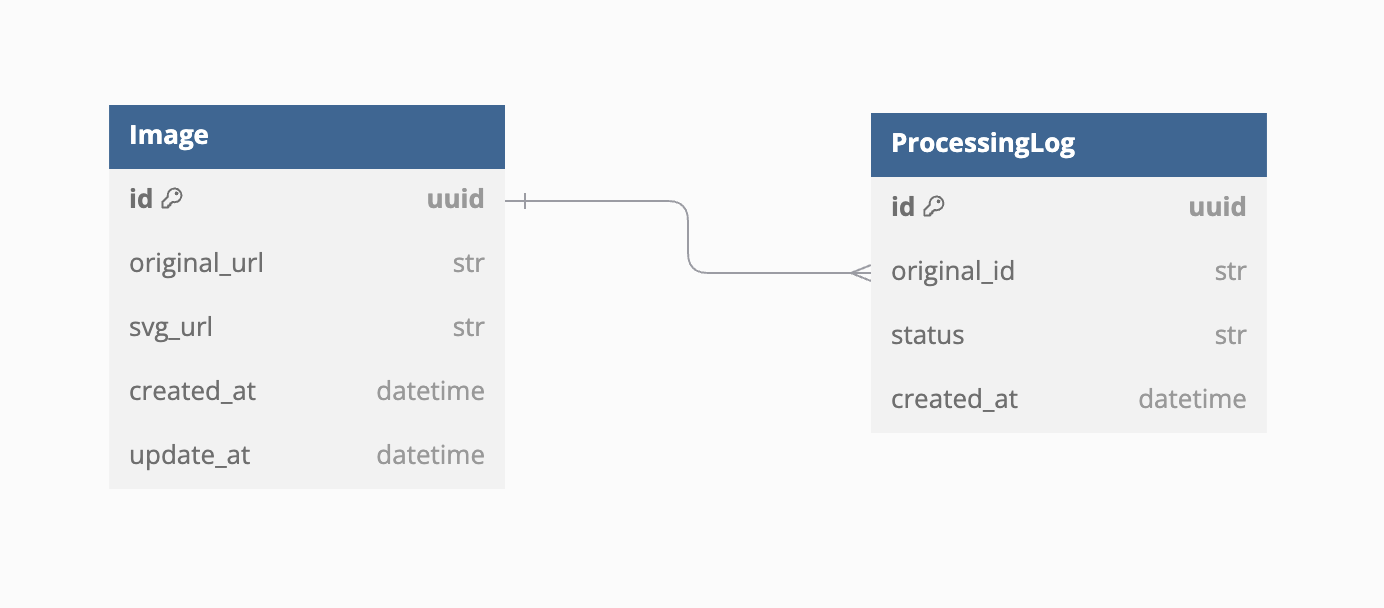 Image
id uuid
original_url str
svg_url str
created_at datetime
update_at datetime
ProcessingLog
id uuid
original_id str
status str
created_at datetime